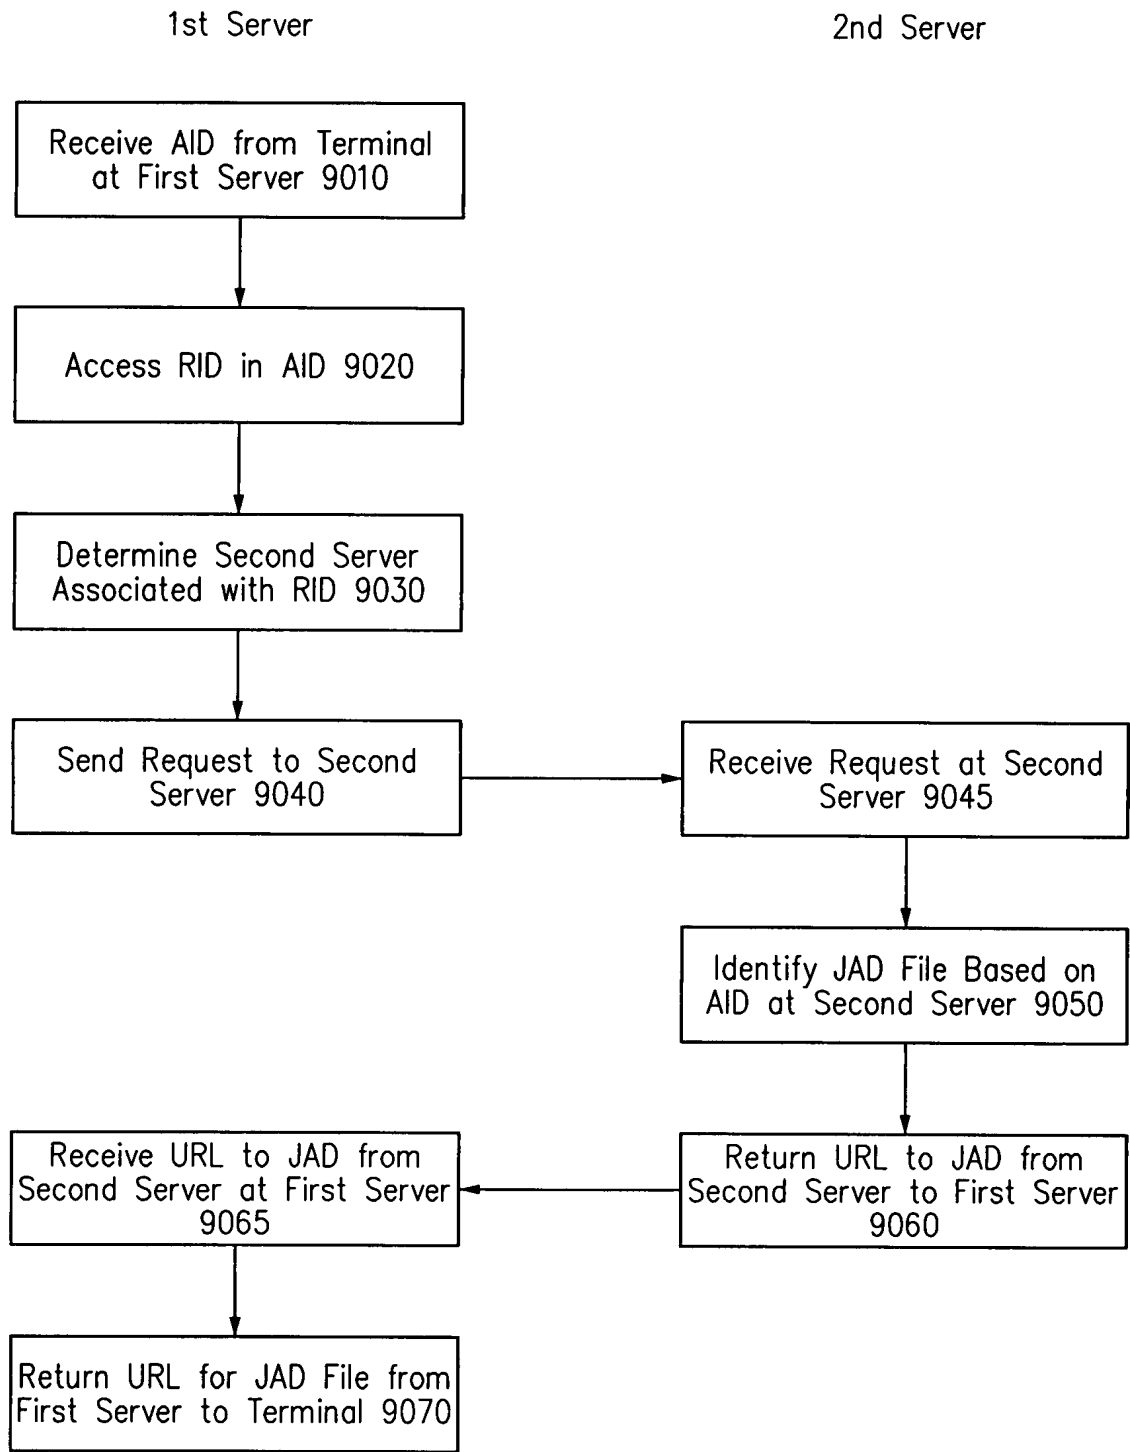 1st Server
2nd Server
Receive AID from Terminal
at First Server 9010
Access RID in AID 9020
Determine Second Server
Associated with RID 9030
Send Request to Second
Server 9040
Receive Request at Second
Server 9045
Identify JAD File Based on
AID at Second Server 9050
Return URL to JAD from
Second Server to First Server
9060
Receive URL to JAD from
Second Server at First Server
9065
Return URL for JAD File from
First Server to Terminal 9070